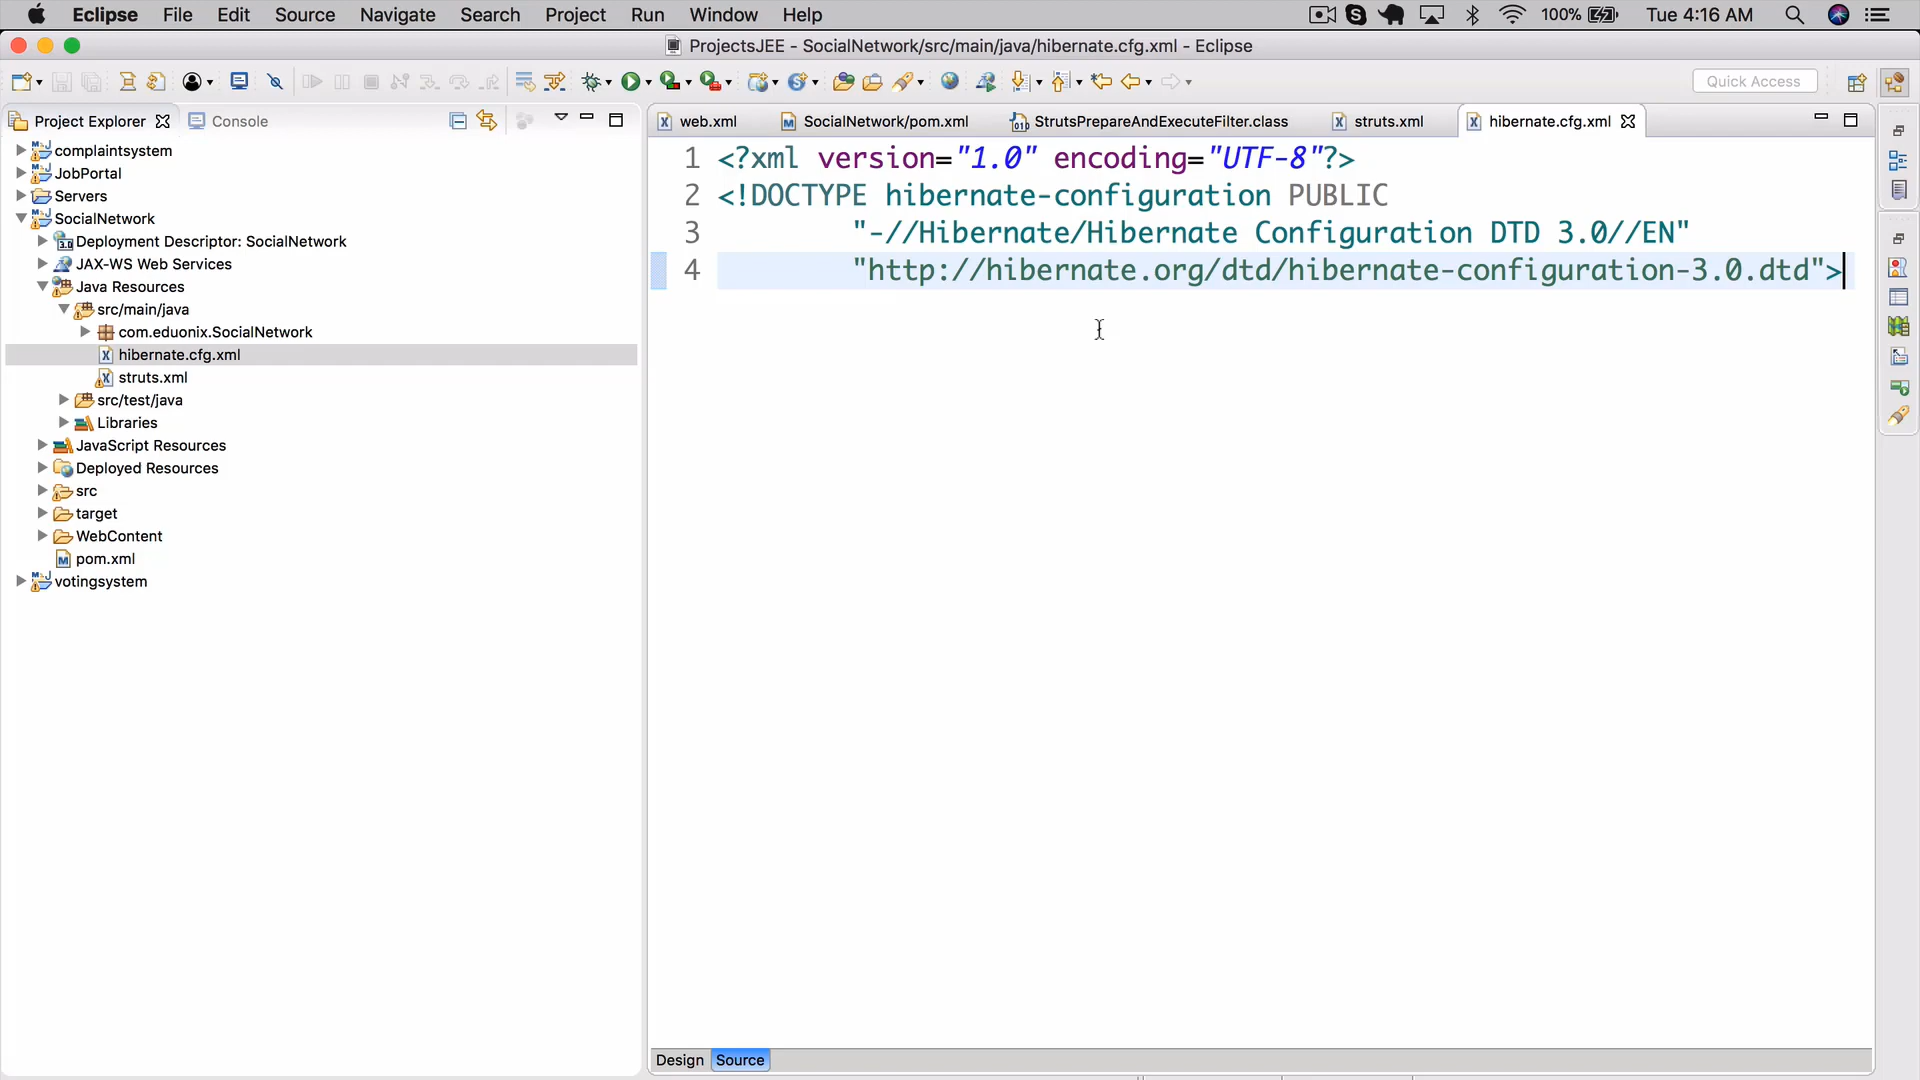 Eclipse File Edit Source Navigate Search Project Run Window Help 100% Tue 4:16 AM
ProjectsJEE - SocialNetwork/src/main/java/hibernate.cfg.xml - Eclipse
Quick Access
Project Explorer Console
web.xml SocialNetwork/pom.xml StrutsPrepareAndExecuteFilter.class struts.xml hibernate.cfg.xml
complaintsystem
JobPortal
Servers
SocialNetwork
Deployment Descriptor: SocialNetwork
JAX-WS Web Services
Java Resources
src/main/java
com.eduonix.SocialNetwork
hibernate.cfg.xml
struts.xml
src/test/java
Libraries
JavaScript Resources
Deployed Resources
src
target
WebContent
pom.xml
votingsystem
1 <?xml version="1.0" encoding="UTF-8"?>
2 <!DOCTYPE hibernate-configuration PUBLIC
3 "-//Hibernate/Hibernate Configuration DTD 3.0//EN"
4 "http://hibernate.org/dtd/hibernate-configuration-3.0.dtd">
Design Source